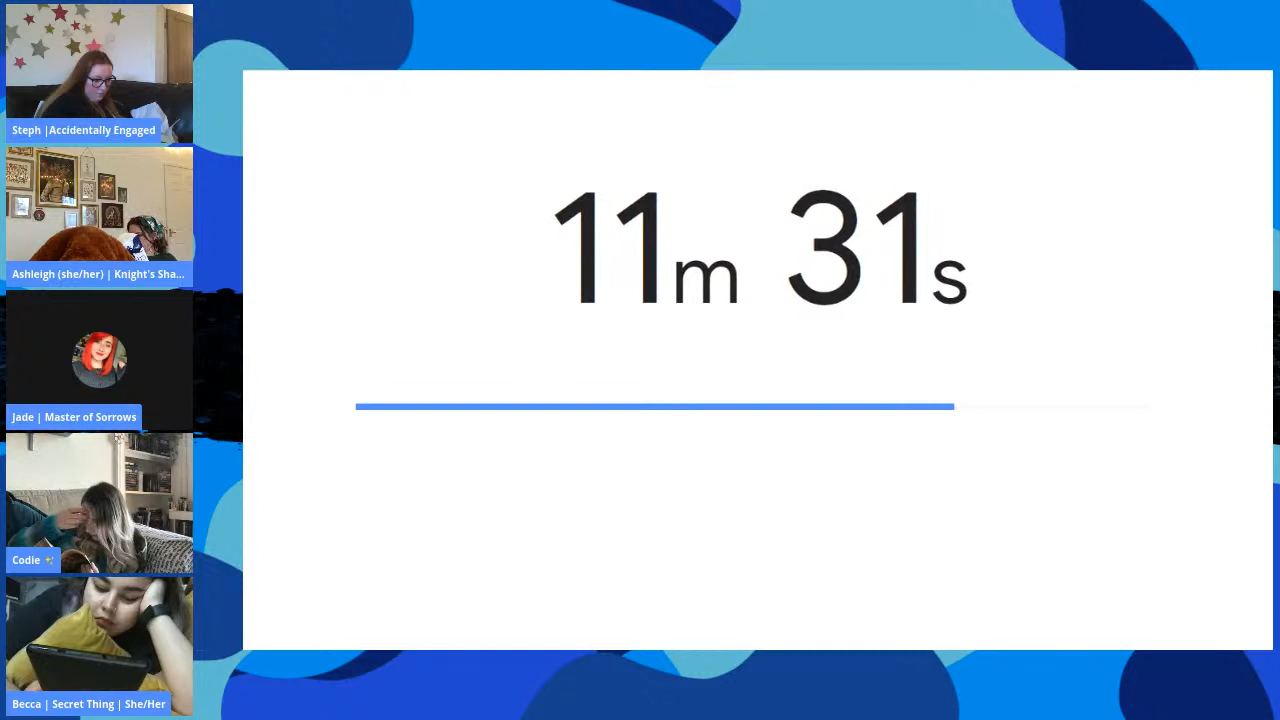 Steph |Accidentally Engaged
Ashleigh (she/her) | Knight's Sha...
Jade | Master of Sorrows
Codie ✨
Becca | Secret Thing | She/Her
11m 31s